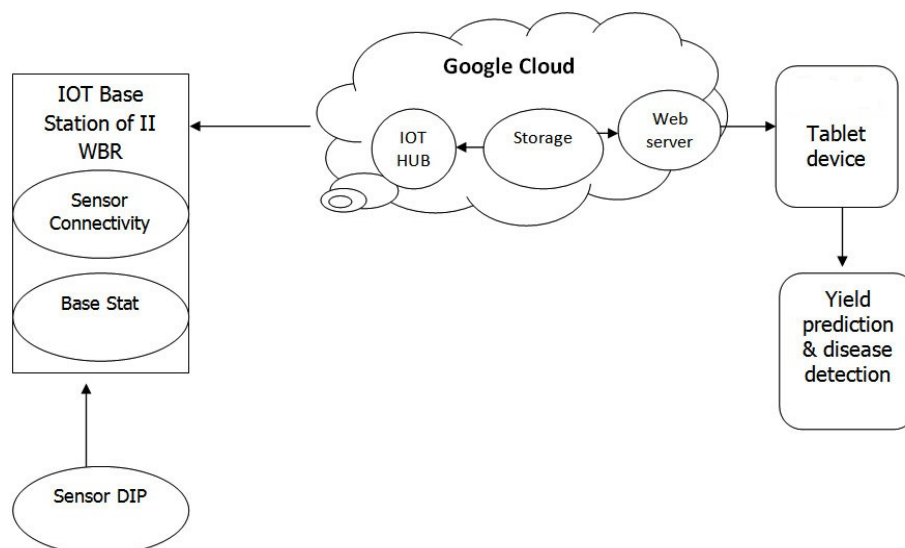 IOT Base
Station of II
WBR
Sensor
Connectivity
Base Stat
Sensor DIP
Google Cloud
IOT
HUB
Storage
Web
server
Tablet
device
Yield
prediction
& disease
detection